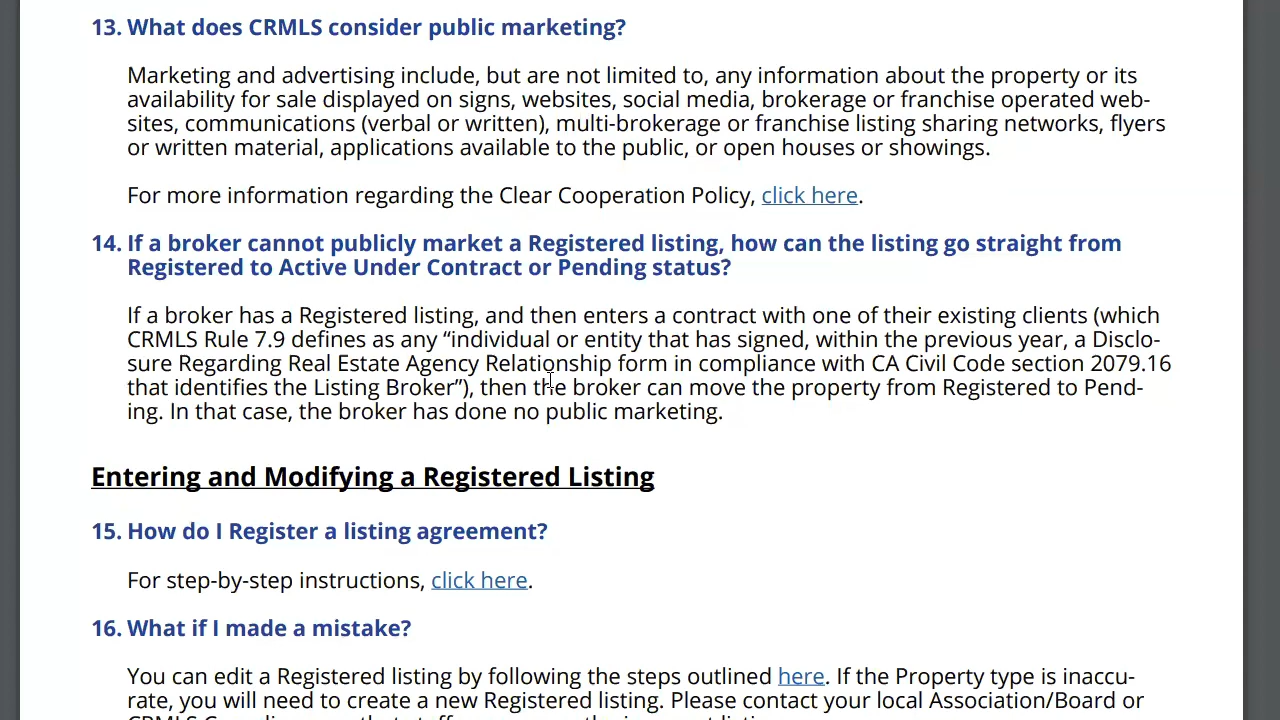 13. What does CRMLS consider public marketing?
Marketing and advertising include, but are not limited to, any information about the property or its
availability for sale displayed on signs, websites, social media, brokerage or franchise operated web-
sites, communications (verbal or written), multi-brokerage or franchise listing sharing networks, flyers
or written material, applications available to the public, or open houses or showings.
For more information regarding the Clear Cooperation Policy, click here.
14. If a broker cannot publicly market a Registered listing, how can the listing go straight from
Registered to Active Under Contract or Pending status?
If a broker has a Registered listing, and then enters a contract with one of their existing clients (which
CRMLS Rule 7.9 defines as any “individual or entity that has signed, within the previous year, a Disclo-
sure Regarding Real Estate Agency Relationship form in compliance with CA Civil Code section 2079.16
that identifies the Listing Broker”), then the broker can move the property from Registered to Pend-
ing. In that case, the broker has done no public marketing.
Entering and Modifying a Registered Listing
15. How do I Register a listing agreement?
For step-by-step instructions, click here.
16. What if I made a mistake?
You can edit a Registered listing by following the steps outlined here. If the Property type is inaccu-
rate, you will need to create a new Registered listing. Please contact your local Association/Board or